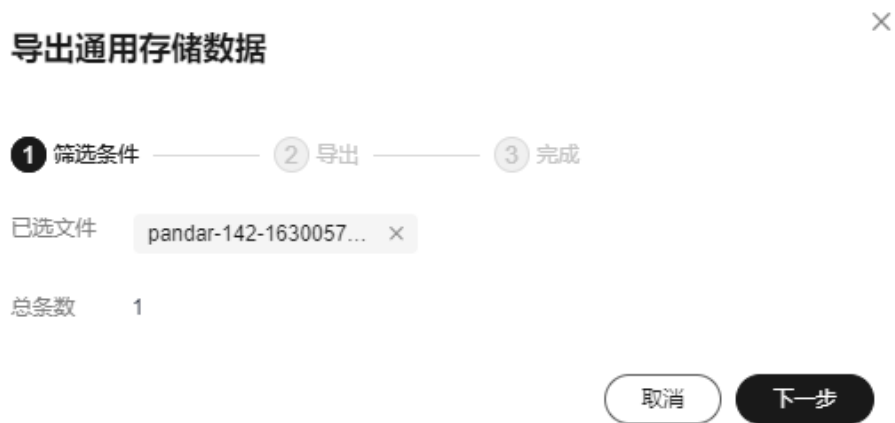 导出通用存储数据
1 筛选条件 2 导出 3 完成
已选文件 pandar-142-1630057... ×
总条数 1
取消 下一步